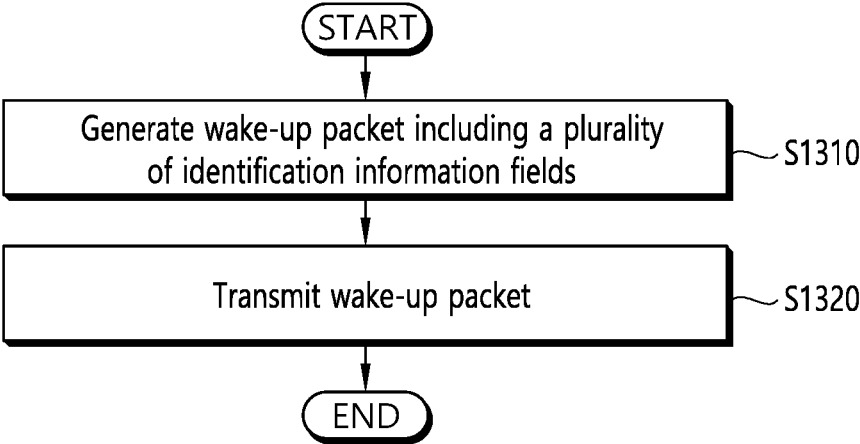 START
Generate wake-up packet including a plurality
of identification information fields
S1310
Transmit wake-up packet
S1320
END